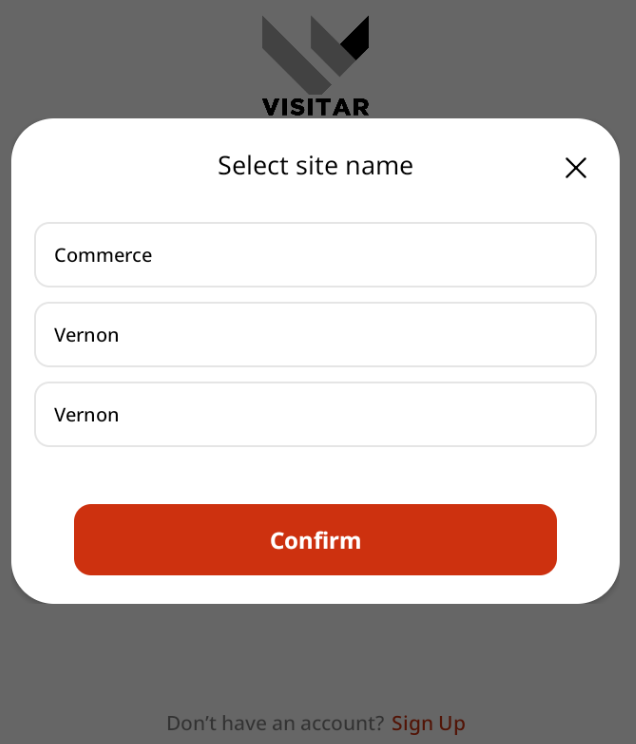 VISITAR
Select site name
Commerce
Vernon
Vernon
Confirm
Don’t have an account? Sign Up